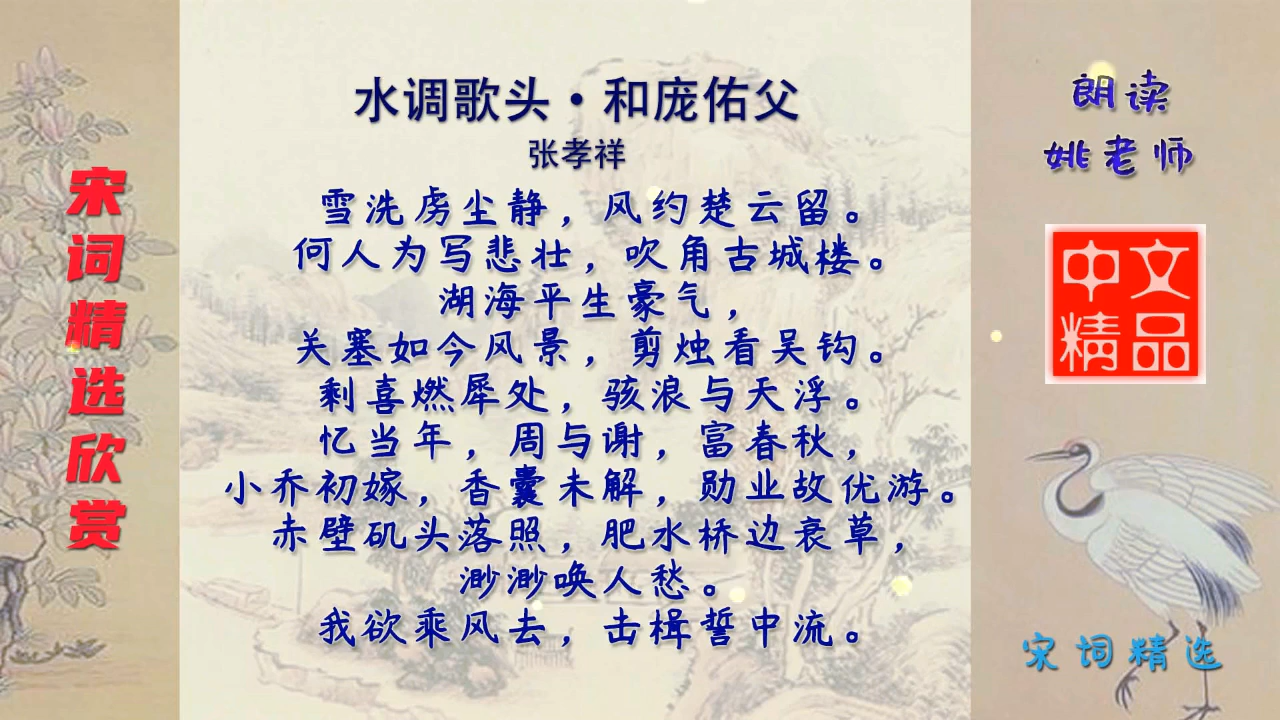 宋词精选欣赏
水调歌头·和庞佑父
张孝祥
雪洗虏尘静，风约楚云留。
何人为写悲壮，吹角古城楼。
湖海平生豪气，
关塞如今风景，剪烛看吴钩。
剩喜燃犀处，骇浪与天浮。
忆当年，周与谢，富春秋，
小乔初嫁，香囊未解，勋业故优游。
赤壁矶头落照，肥水桥边衰草，
渺渺唤人愁。
我欲乘风去，击楫誓中流。
朗读
姚老师
中文
精品
宋词精选